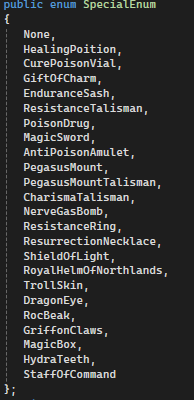 public enum SpecialEnum
{
None,
HealingPoition,
CurePoisonVial,
GiftOfCharm,
EnduranceSash,
ResistanceTalisman,
PoisonDrug,
MagicSword,
AntiPoisonAmulet,
PegasusMount,
PegasusMountTalisman,
CharismaTalisman,
NerveGasBomb,
ResistanceRing,
ResurrectionNecklace,
ShieldOfLight,
RoyalHelmOfNorthlands,
TrollSkin,
DragonEye,
RocBeak,
GriffonClaws,
MagicBox,
HydraTeeth,
StaffOfCommand
};